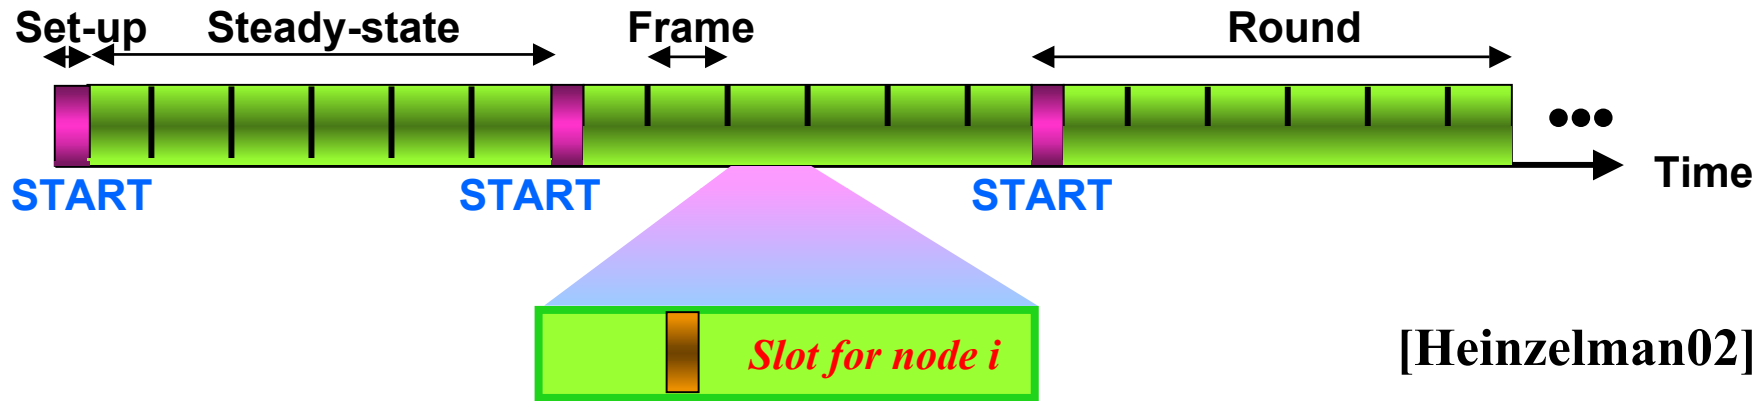 Set-up Steady-state Frame Round
•••
Time
START START START
Slot for node i
[Heinzelman02]